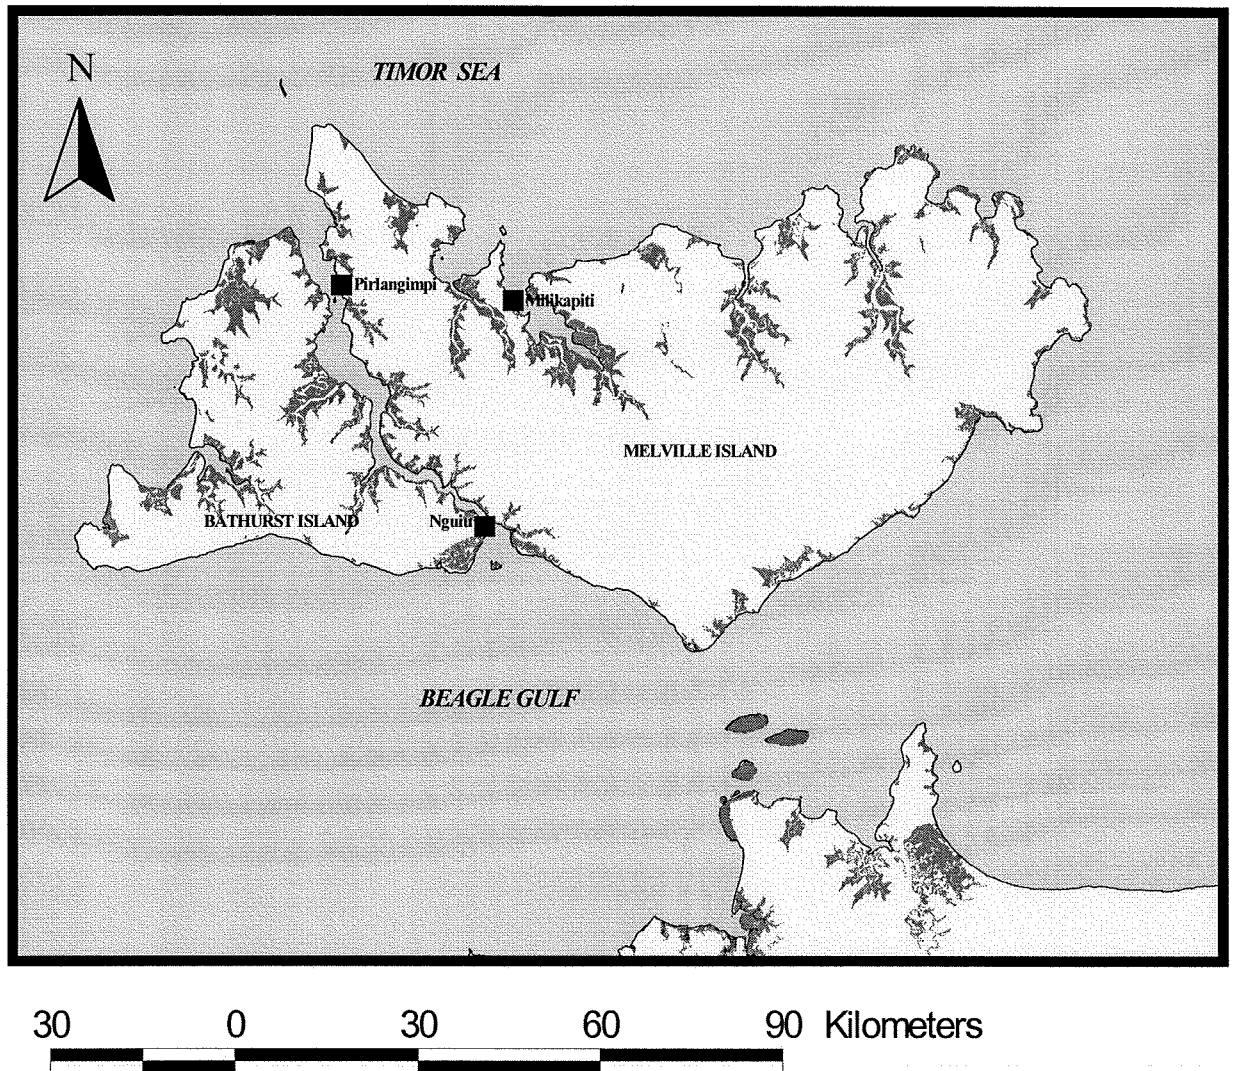 N
TIMOR SEA
Pirlangimpi
Milikapiti
MELVILLE ISLAND
BATHURST ISLAND
Nguiu
BEAGLE GULF
30 0 30 60 90 Kilometers